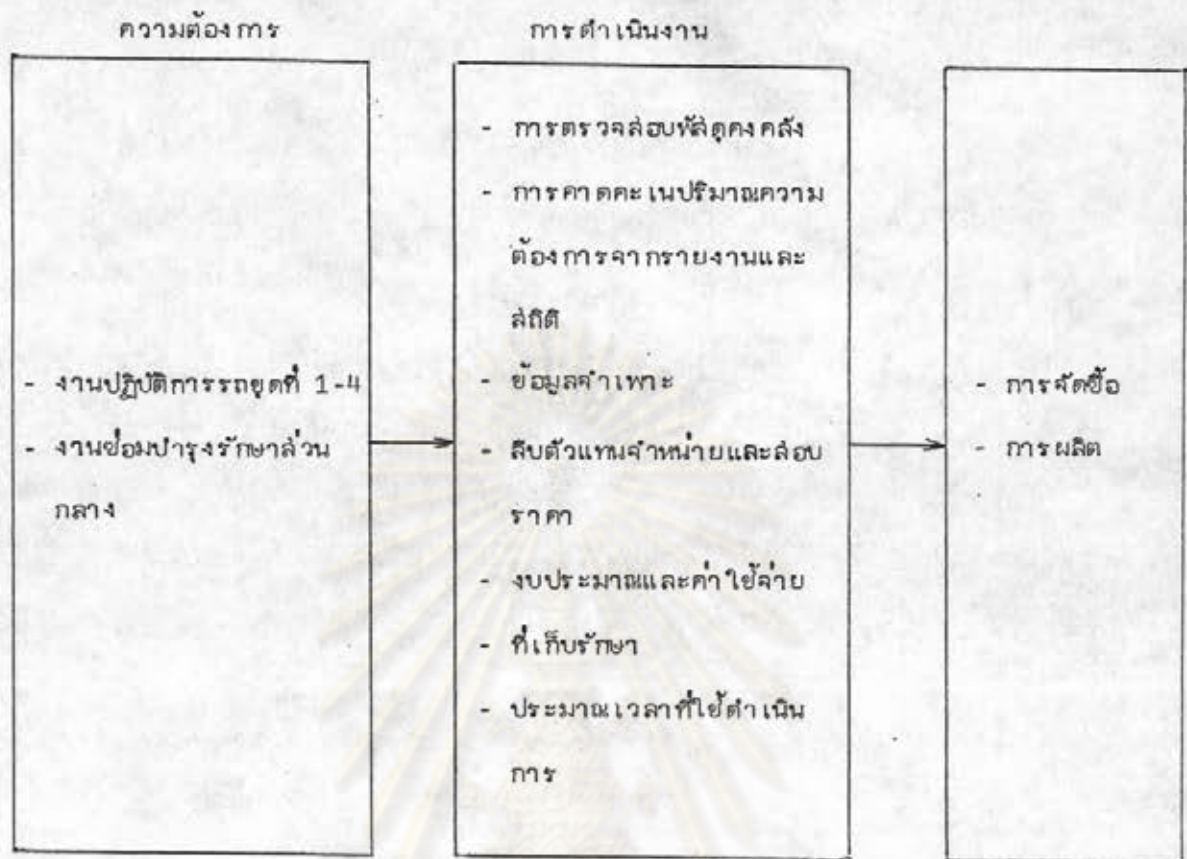 ความต้องการ
การดำเนินงาน
- งานปฏิบัติการรถขุดที่ 1-4
- งานซ่อมบำรุงรักษาส่วน
กลาง
- การตรวจสอบพัสดุคงคลัง
- การคาดคะเนปริมาณความ
ต้องการจากรายงานและ
สถิติ
- ข้อมูลจำเพาะ
- สืบตัวแทนจำหน่ายและสอบ
ราคา
- งบประมาณและค่าใช้จ่าย
- ที่เก็บรักษา
- ประมาณเวลาที่ใช้ดำเนิน
การ
- การจัดซื้อ
- การผลิต